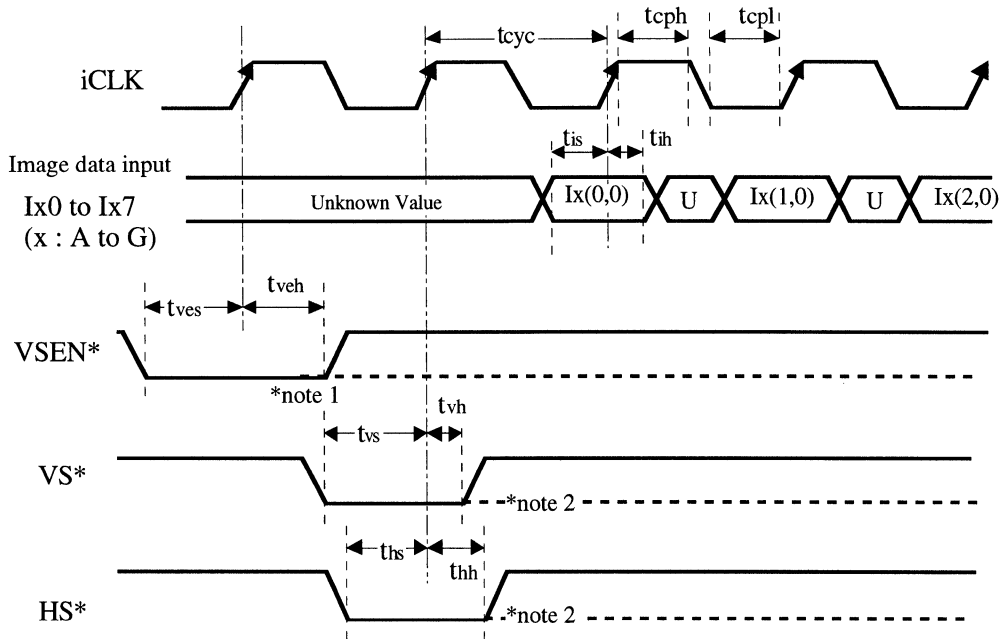 tcyc
tcph
tcpl
iCLK
tis
tih
Image data input
Ix0 to Ix7
(x : A to G)
Unknown Value
Ix(0,0)
U
Ix(1,0)
U
Ix(2,0)
tves
tveh
VSEN*
*note 1
tvs
tvh
VS*
*note 2
ths
thh
HS*
*note 2